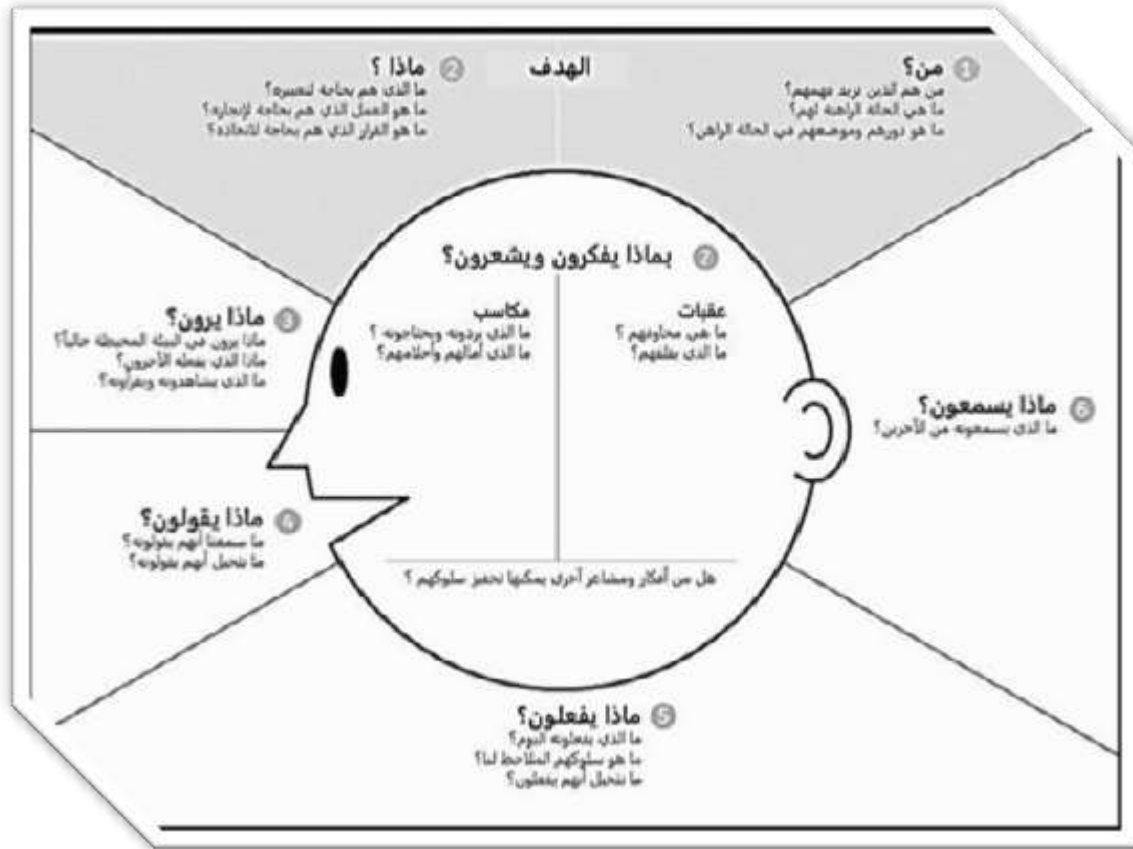 الهدف
1 من؟
من هم الذين نريد فهمهم؟
ما هي الحالة الراهنة لهم؟
ما هو دورهم وموضعهم في الحالة الراهن؟
2 ماذا ؟
ما الذي هم بحاجة لتغييره؟
ما هو العمل الذي هم بحاجة لإنجازه؟
ما هو القرار الذي هم بحاجة لاتخاذه؟
3 ماذا يرون؟
ماذا يرون في البيئة المحيطة حالياً؟
ماذا الذي يفعله الآخرون؟
ما الذي يشاهدونه ويقرأونه؟
4 ماذا يقولون؟
ما سمعنا أنهم يقولونه؟
ما نتخيل أنهم يقولونه؟
5 ماذا يفعلون؟
ما الذي يفعلونه اليوم؟
ما هو سلوكهم الملاحظ لنا؟
ما نتخيل أنهم يفعلون؟
6 ماذا يسمعون؟
ما الذي يسمعونه من الآخرين؟
7 بماذا يفكرون ويشعرون؟
عقبات
ما هي مخاوفهم ؟
ما الذي يقلقهم؟
مكاسب
ما الذي يردونه ويحتاجونه ؟
ما الذي آمالهم وأحلامهم؟
هل من أفكار ومشاعر أخرى يمكنها تحفيز سلوكهم ؟